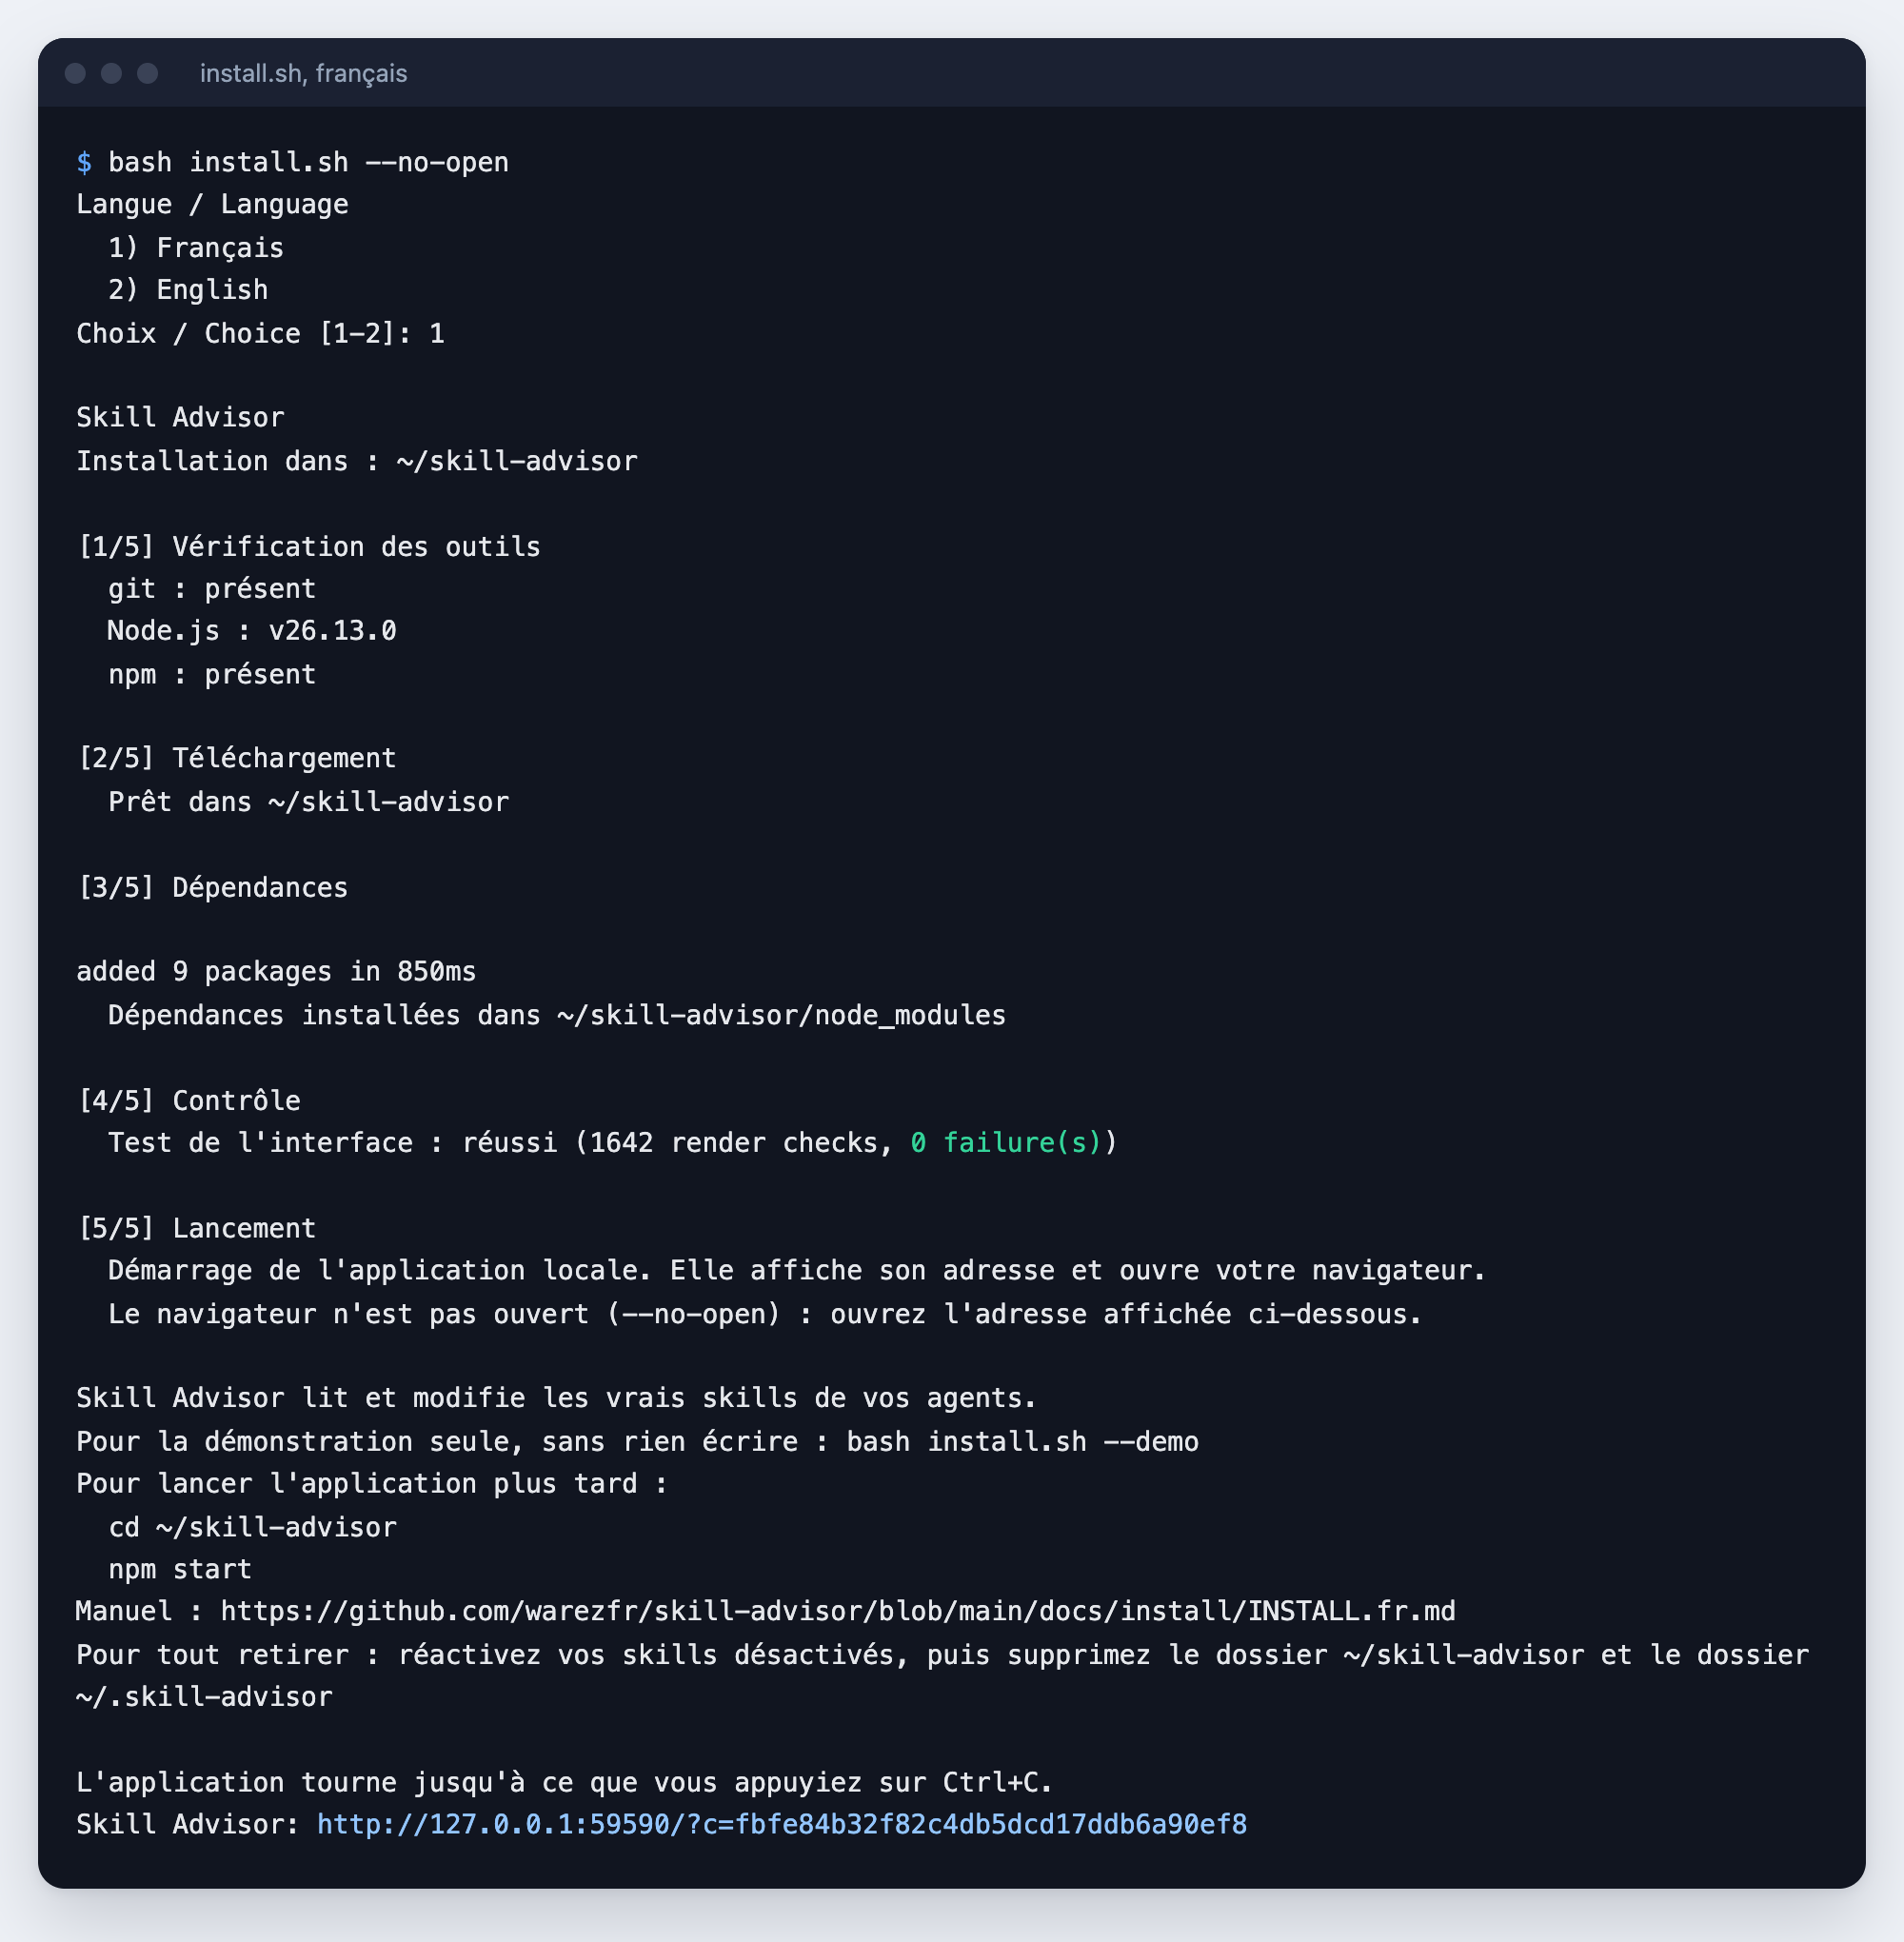 install.sh, français
$ bash install.sh --no-open
Langue / Language
1) Français
2) English
Choix / Choice [1-2]: 1
Skill Advisor
Installation dans : ~/skill-advisor
[1/5] Vérification des outils
git : présent
Node.js : v26.13.0
npm : présent
[2/5] Téléchargement
Prêt dans ~/skill-advisor
[3/5] Dépendances
added 9 packages in 850ms
Dépendances installées dans ~/skill-advisor/node_modules
[4/5] Contrôle
Test de l'interface : réussi (1642 render checks, 0 failure(s))
[5/5] Lancement
Démarrage de l'application locale. Elle affiche son adresse et ouvre votre navigateur.
Le navigateur n'est pas ouvert (--no-open) : ouvrez l'adresse affichée ci-dessous.
Skill Advisor lit et modifie les vrais skills de vos agents.
Pour la démonstration seule, sans rien écrire : bash install.sh --demo
Pour lancer l'application plus tard :
cd ~/skill-advisor
npm start
Manuel : https://github.com/warezfr/skill-advisor/blob/main/docs/install/INSTALL.fr.md
Pour tout retirer : réactivez vos skills désactivés, puis supprimez le dossier ~/skill-advisor et le dossier
~/.skill-advisor
L'application tourne jusqu'à ce que vous appuyiez sur Ctrl+C.
Skill Advisor: http://127.0.0.1:59590/?c=fbfe84b32f82c4db5dcd17ddb6a90ef8